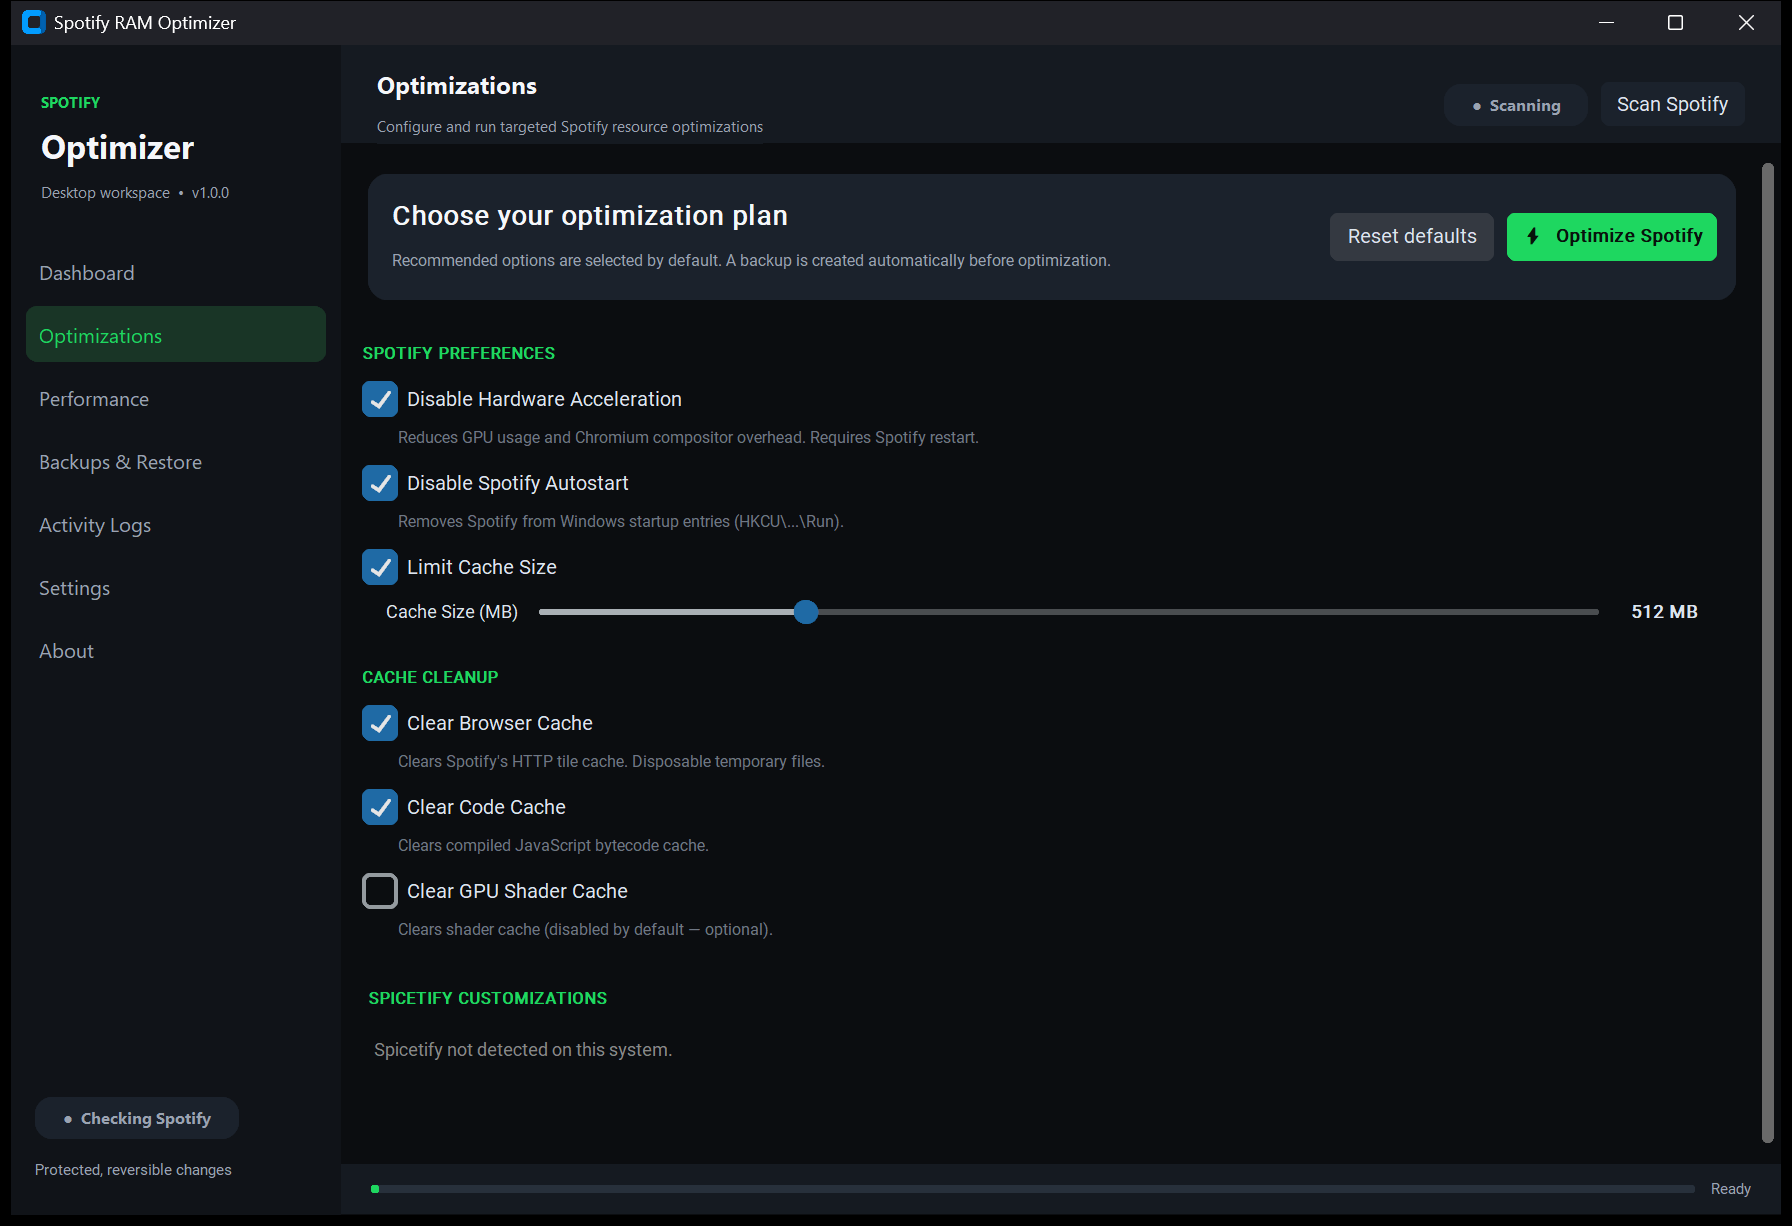 Spotify RAM Optimizer
SPOTIFY
Optimizer
Desktop workspace • v1.0.0
Dashboard
Optimizations
Performance
Backups & Restore
Activity Logs
Settings
About
● Checking Spotify
Protected, reversible changes
Optimizations
Configure and run targeted Spotify resource optimizations
● Scanning
Scan Spotify
Choose your optimization plan
Recommended options are selected by default. A backup is created automatically before optimization.
Reset defaults
Optimize Spotify
SPOTIFY PREFERENCES
Disable Hardware Acceleration
Reduces GPU usage and Chromium compositor overhead. Requires Spotify restart.
Disable Spotify Autostart
Removes Spotify from Windows startup entries (HKCU\...\Run).
Limit Cache Size
Cache Size (MB)
512 MB
CACHE CLEANUP
Clear Browser Cache
Clears Spotify's HTTP tile cache. Disposable temporary files.
Clear Code Cache
Clears compiled JavaScript bytecode cache.
Clear GPU Shader Cache
Clears shader cache (disabled by default — optional).
SPICETIFY CUSTOMIZATIONS
Spicetify not detected on this system.
Ready